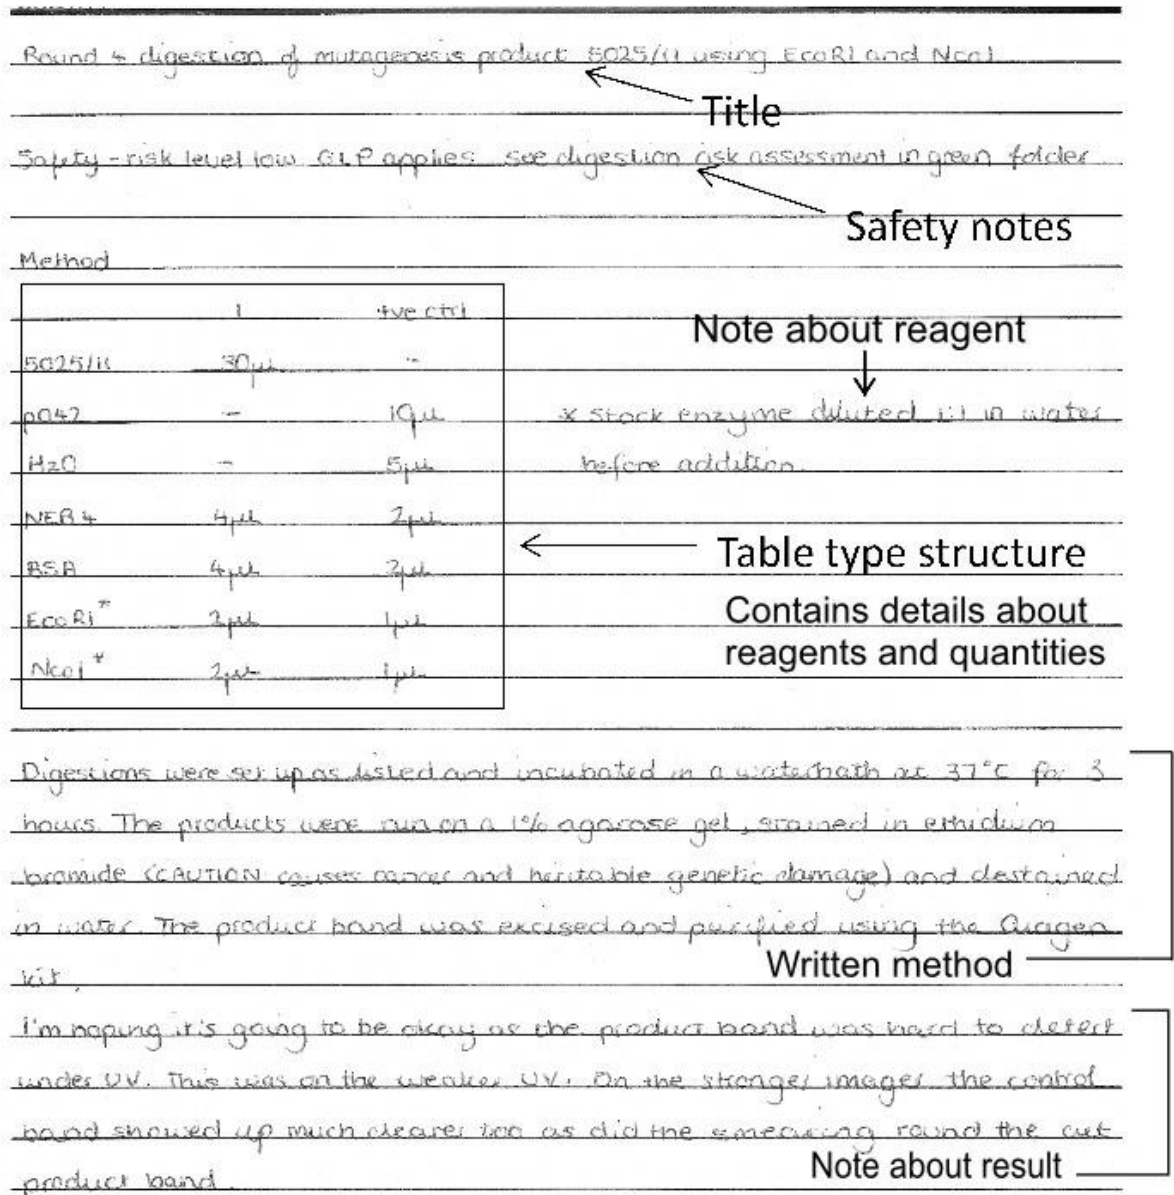 Round 4 digestion of mutagenesis product 5025/11 using EcoRI and NcoI
Title
Safety - risk level low GLP applies see digestion risk assessment in green folder
Safety notes
Method
1 +ve ctrl
Note about reagent
5025/11 30µl -
p042 - 10µl * Stock enzyme diluted 1:1 in water
H2O - 5µl before addition.
NEB 4 4µl 2µl
Table type structure
BSA 4µl 2µl
EcoRI* 2µl 1µl
Contains details about
reagents and quantities
NcoI* 2µl 1µl
Digestions were set up as listed and incubated in a waterbath at 37°C for 3
hours. The products were run on a 1% agarose gel, stained in ethidium
bromide (CAUTION causes cancer and heritable genetic damage) and destained
in water. The product band was excised and purified using the Qiagen
Written method
kit.
I'm hoping it's going to be okay as the product band was hard to detect
under UV. This was on the weaker UV. On the stronger images the control
band showed up much clearer too as did the smearing round the cut
Note about result
product band.